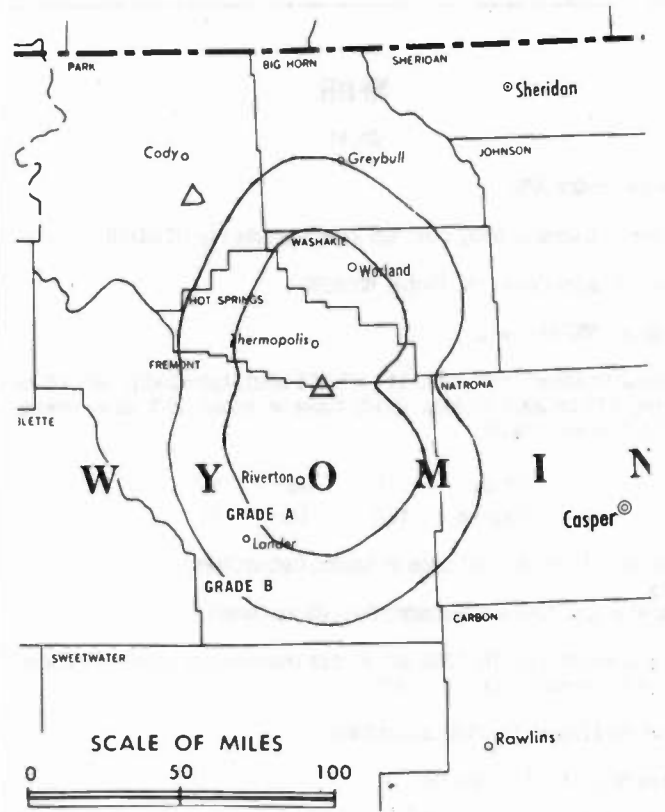 PARK
BIG HORN
SHERIDAN
Sheridan
Cody
Greybull
JOHNSON
WASHAKIE
Worland
HOT SPRINGS
Thermopolis
FREMONT
NATRONA
BLETTE
W Y O M I N
Riverton
GRADE A
Casper
Lander
GRADE B
CARBON
SWEETWATER
SCALE OF MILES
Rawlins
0 50 100